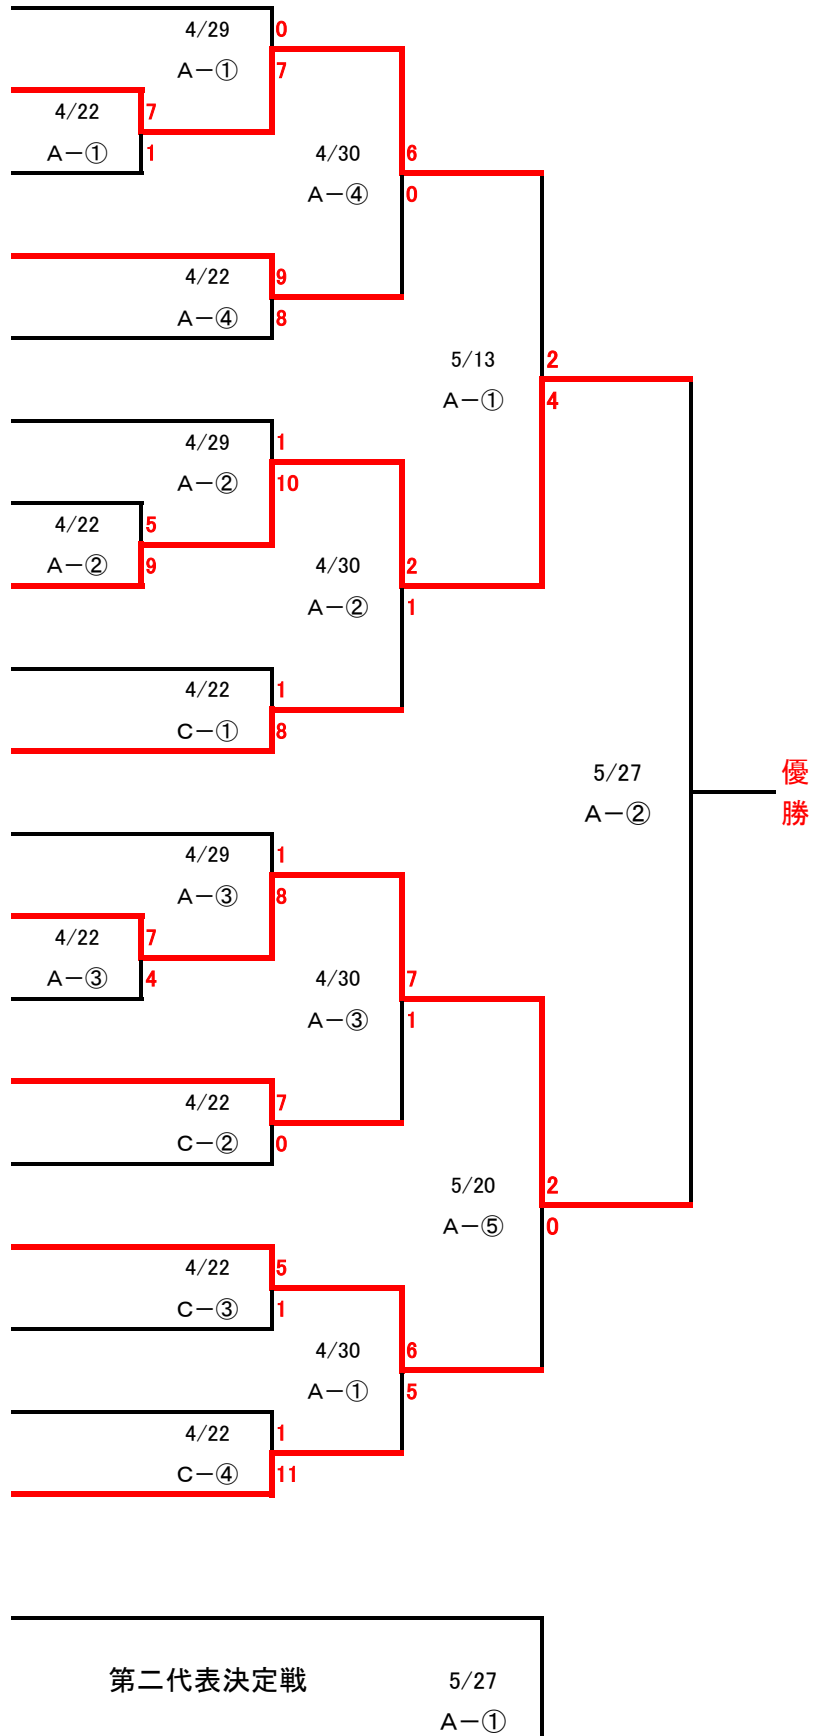 4/29 0
A-① 7
4/22 7
A-① 1
4/30 6
A-④ 0
4/22 9
A-④ 8
5/13 2
A-① 4
4/29 1
A-② 10
4/22 5
A-② 9
4/30 2
A-② 1
4/22 1
C-① 8
5/27
A-②
優
勝
4/29 1
A-③ 8
4/22 7
A-③ 4
4/30 7
A-③ 1
4/22 7
C-② 0
5/20 2
A-⑤ 0
4/22 5
C-③ 1
4/30 6
A-① 5
4/22 1
C-④ 11
第二代表決定戦 5/27
A-①